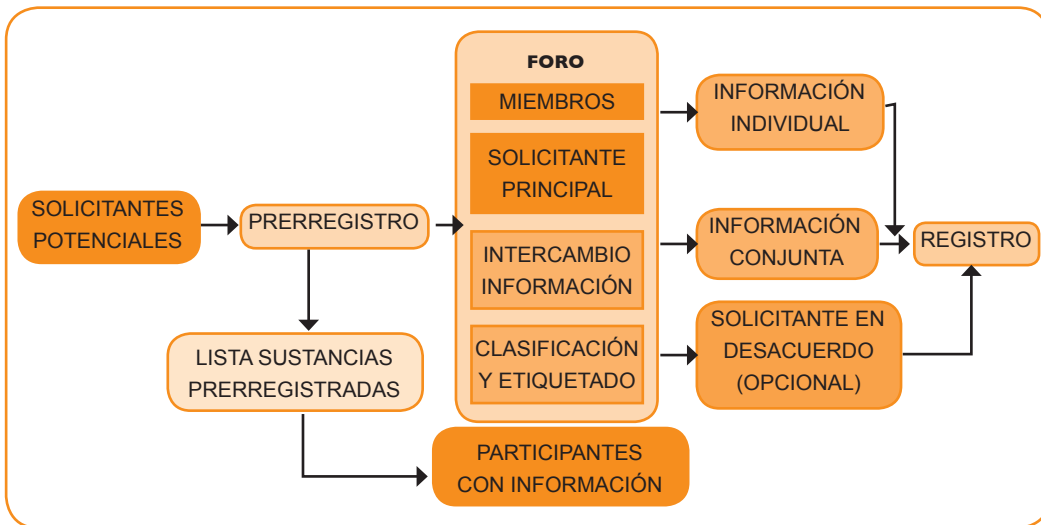 SOLICITANTES
POTENCIALES
PRERREGISTRO
LISTA SUSTANCIAS
PRERREGISTRADAS
PARTICIPANTES
CON INFORMACIÓN
FORO
MIEMBROS
SOLICITANTE
PRINCIPAL
INTERCAMBIO
INFORMACIÓN
CLASIFICACIÓN
Y ETIQUETADO
INFORMACIÓN
INDIVIDUAL
INFORMACIÓN
CONJUNTA
SOLICITANTE EN
DESACUERDO
(OPCIONAL)
REGISTRO